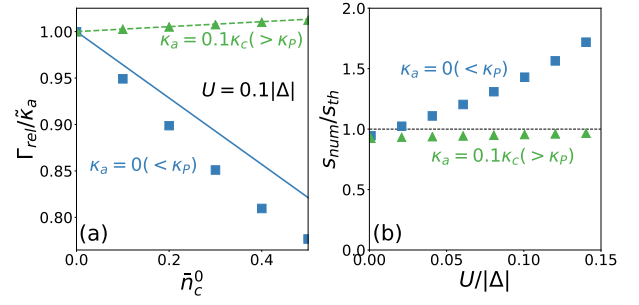 Γ_rel/κ̃_a
1.00
0.95
0.90
0.85
0.80
κ_a = 0.1κ_c(> κ_P)
U = 0.1|Δ|
κ_a = 0(< κ_P)
(a)
0.0 0.2 0.4
n̄_c^0
s_num/s_th
2.0
1.5
1.0
0.5
0.0
κ_a = 0(< κ_P)
κ_a = 0.1κ_c(> κ_P)
(b)
0.00 0.05 0.10 0.15
U/|Δ|